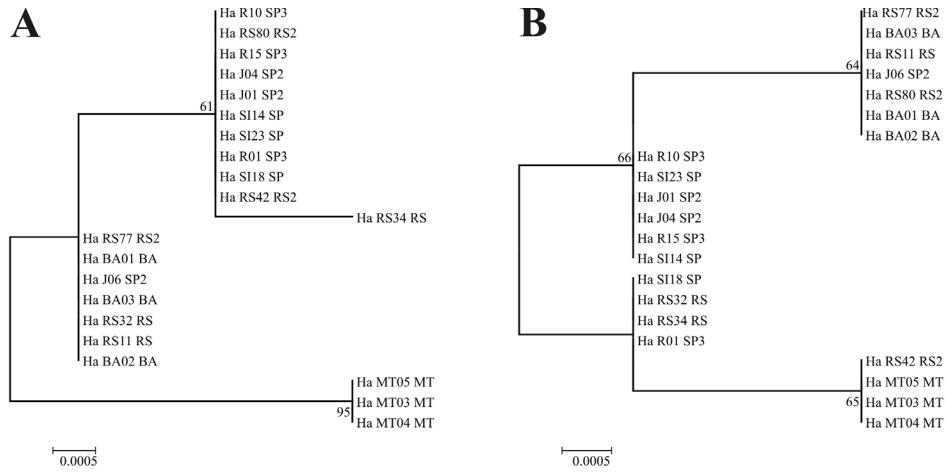 A
Ha R10 SP3
Ha RS80 RS2
Ha R15 SP3
Ha J04 SP2
Ha J01 SP2
61
Ha SI14 SP
Ha SI23 SP
Ha R01 SP3
Ha SI18 SP
Ha RS42 RS2
Ha RS34 RS
Ha RS77 RS2
Ha BA01 BA
Ha J06 SP2
Ha BA03 BA
Ha RS32 RS
Ha RS11 RS
Ha BA02 BA
Ha MT05 MT
Ha MT03 MT
95
Ha MT04 MT
0.0005
B
Ha RS77 RS2
Ha BA03 BA
Ha RS11 RS
64
Ha J06 SP2
Ha RS80 RS2
Ha BA01 BA
Ha BA02 BA
66
Ha R10 SP3
Ha SI23 SP
Ha J01 SP2
Ha J04 SP2
Ha R15 SP3
Ha SI14 SP
Ha SI18 SP
Ha RS32 RS
Ha RS34 RS
Ha R01 SP3
Ha RS42 RS2
Ha MT05 MT
Ha MT03 MT
65
Ha MT04 MT
0.0005